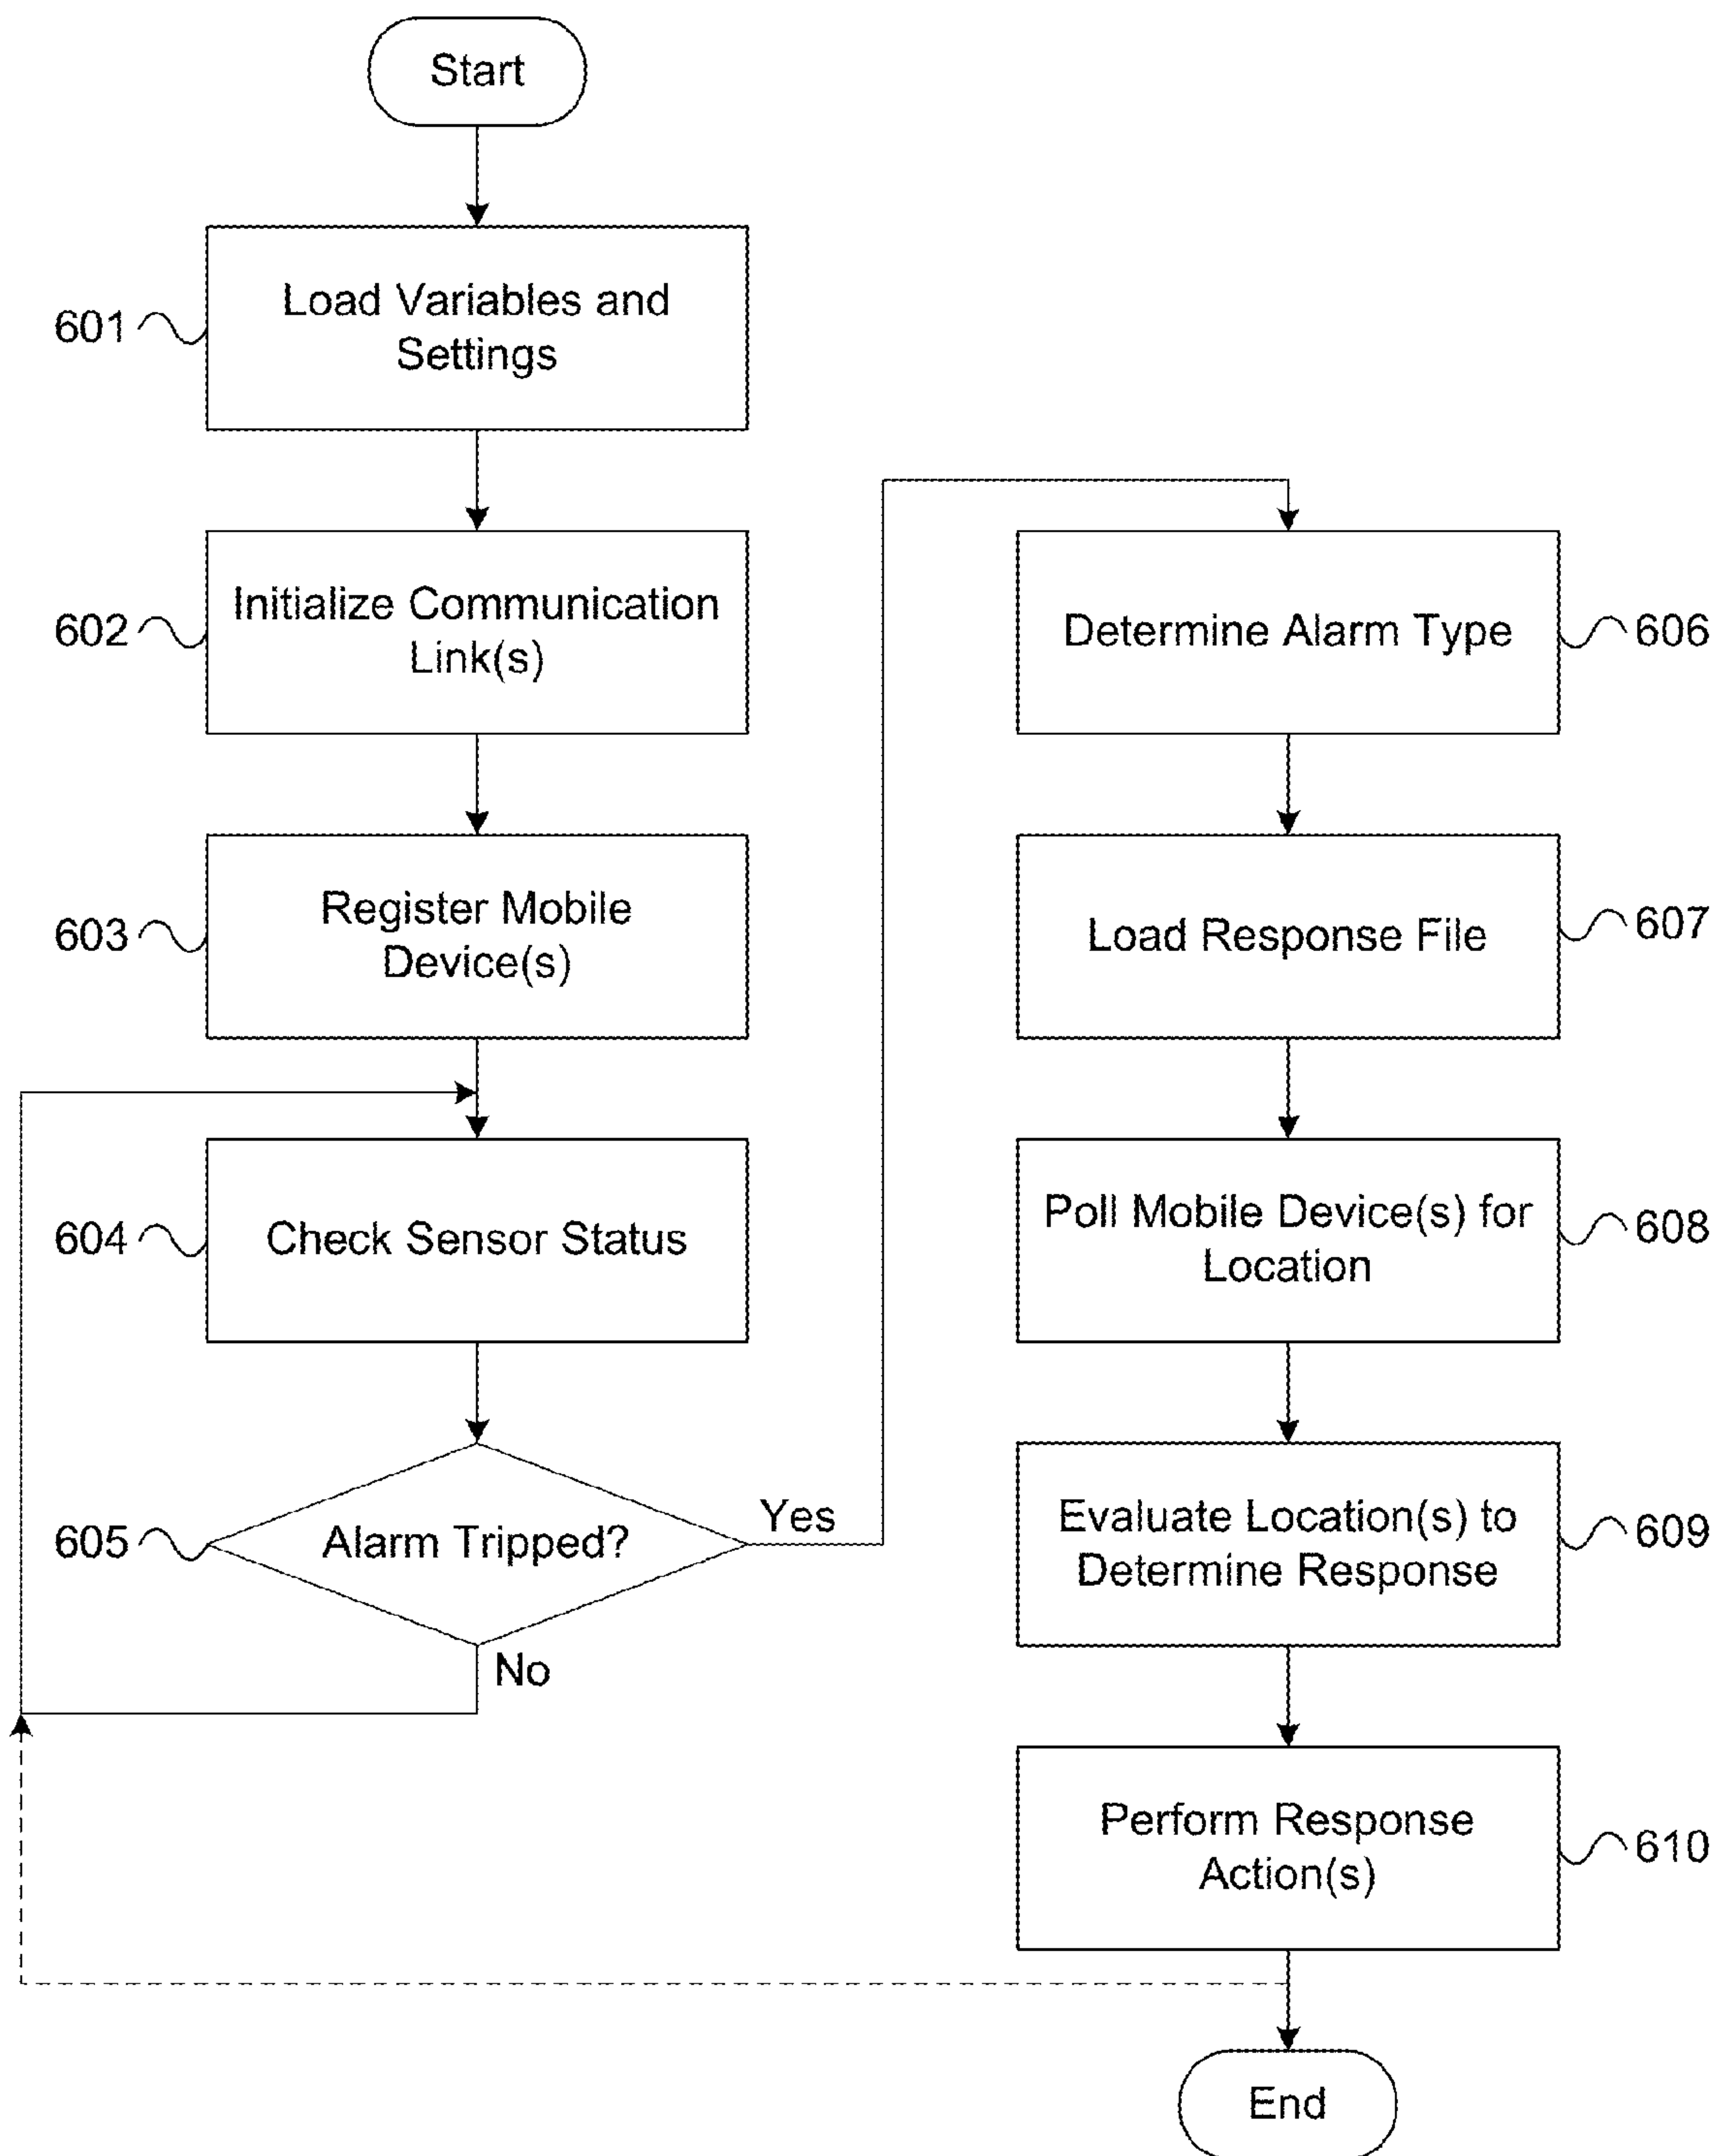 Start
601
Load Variables and
Settings
602
Initialize Communication
Link(s)
603
Register Mobile
Device(s)
604
Check Sensor Status
605
Alarm Tripped?
Yes
No
Determine Alarm Type
606
Load Response File
607
Poll Mobile Device(s) for
Location
608
Evaluate Location(s) to
Determine Response
609
Perform Response
Action(s)
610
End